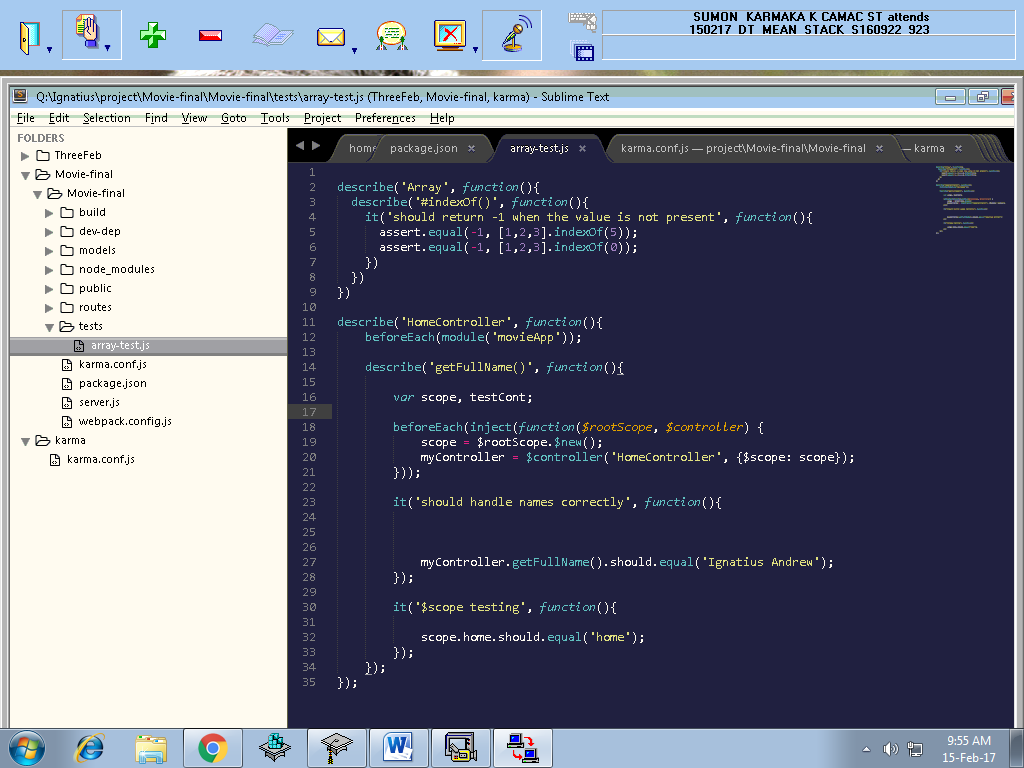 SUMON KARMAKA K CAMAC ST attends
150217_DT_MEAN_STACK_S160922_923
Q:\Ignatius\project\Movie-final\Movie-final\tests\array-test.js (ThreeFeb, Movie-final, karma) - Sublime Text
File Edit Selection Find View Goto Tools Project Preferences Help
FOLDERS
ThreeFeb
Movie-final
Movie-final
build
dev-dep
models
node_modules
public
routes
tests
array-test.js
karma.conf.js
package.json
server.js
webpack.config.js
karma
karma.conf.js
home package.json array-test.js karma.conf.js — project\Movie-final\Movie-final — karma
1
2 describe('Array', function(){
3 describe('#indexOf()', function(){
4 it('should return -1 when the value is not present', function(){
5 assert.equal(-1, [1,2,3].indexOf(5));
6 assert.equal(-1, [1,2,3].indexOf(0));
7 })
8 })
9 })
10
11 describe('HomeController', function(){
12 beforeEach(module('movieApp'));
13
14 describe('getFullName()', function(){
15
16 var scope, testCont;
17
18 beforeEach(inject(function($rootScope, $controller) {
19 scope = $rootScope.$new();
20 myController = $controller('HomeController', {$scope: scope});
21 }));
22
23 it('should handle names correctly', function(){
24
25
26
27 myController.getFullName().should.equal('Ignatius Andrew');
28 });
29
30 it('$scope testing', function(){
31
32 scope.home.should.equal('home');
33 });
34 });
35 });
9:55 AM
15-Feb-17